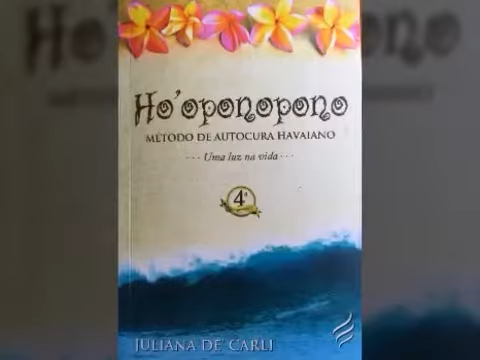 Ho'oponopono
MÉTODO DE AUTOCURA HAVAIANO
--- Uma luz na vida ---
4ª
JULIANA DE CARLI